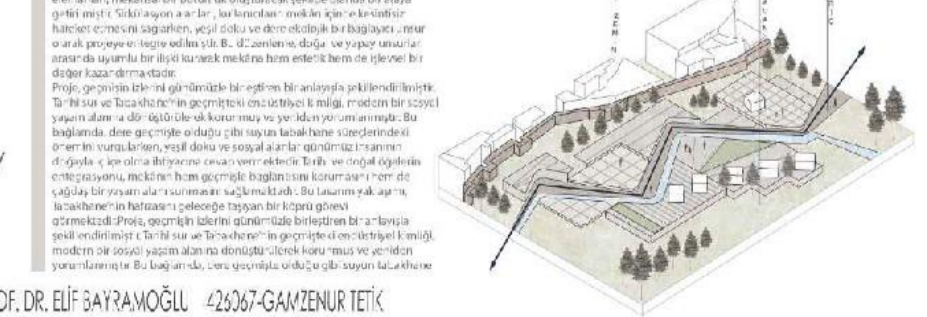 getirilmiştir. Sirkülasyon alanları, kullanıcıların mekân içinde kesintisiz
hareket etmesini sağlarken, yeşil doku ve dere ekolojik bir bağlayıcı unsur
olarak projeye entegre edilmiştir. Bu düzenleme, doğal ve yapay unsurlar
arasında uyumlu bir ilişki kurarak mekâna hem estetik hem de işlevsel bir
değer kazandırmaktadır.
Proje, geçmişin izlerini günümüzle birleştiren bir anlayışla şekillendirilmiştir.
Tarihi sur ve Tabakhane'nin geçmişteki endüstriyel kimliği, modern bir sosyal
yaşam alanına dönüştürülerek korunmuş ve yeniden yorumlanmıştır. Bu
bağlamda, dere geçmişte olduğu gibi suyun tabakhane süreçlerindeki
önemini vurgularken, yeşil doku ve sosyal alanlar günümüz insanının
doğayla iç içe olma ihtiyacına cevap vermektedir. Tarihi ve doğal öğelerin
entegrasyonu, mekânın hem geçmişle bağlantısını korumasını hem de
çağdaş bir yaşam alanı sunmasını sağlamaktadır. Bu tasarım yaklaşımı,
Tabakhane'nin hafızasını geleceğe taşıyan bir köprü görevi
görmektedir.Proje, geçmişin izlerini günümüzle birleştiren bir anlayışla
şekillendirilmiştir. Tarihi sur ve Tabakhane'nin geçmişteki endüstriyel kimliği,
modern bir sosyal yaşam alanına dönüştürülerek korunmuş ve yeniden
yorumlanmıştır. Bu bağlamda, dere geçmişte olduğu gibi suyun tabakhane
OF. DR. ELİF BAYRAMOĞLU 426067-GAMZENUR TETİK
ZEMİN